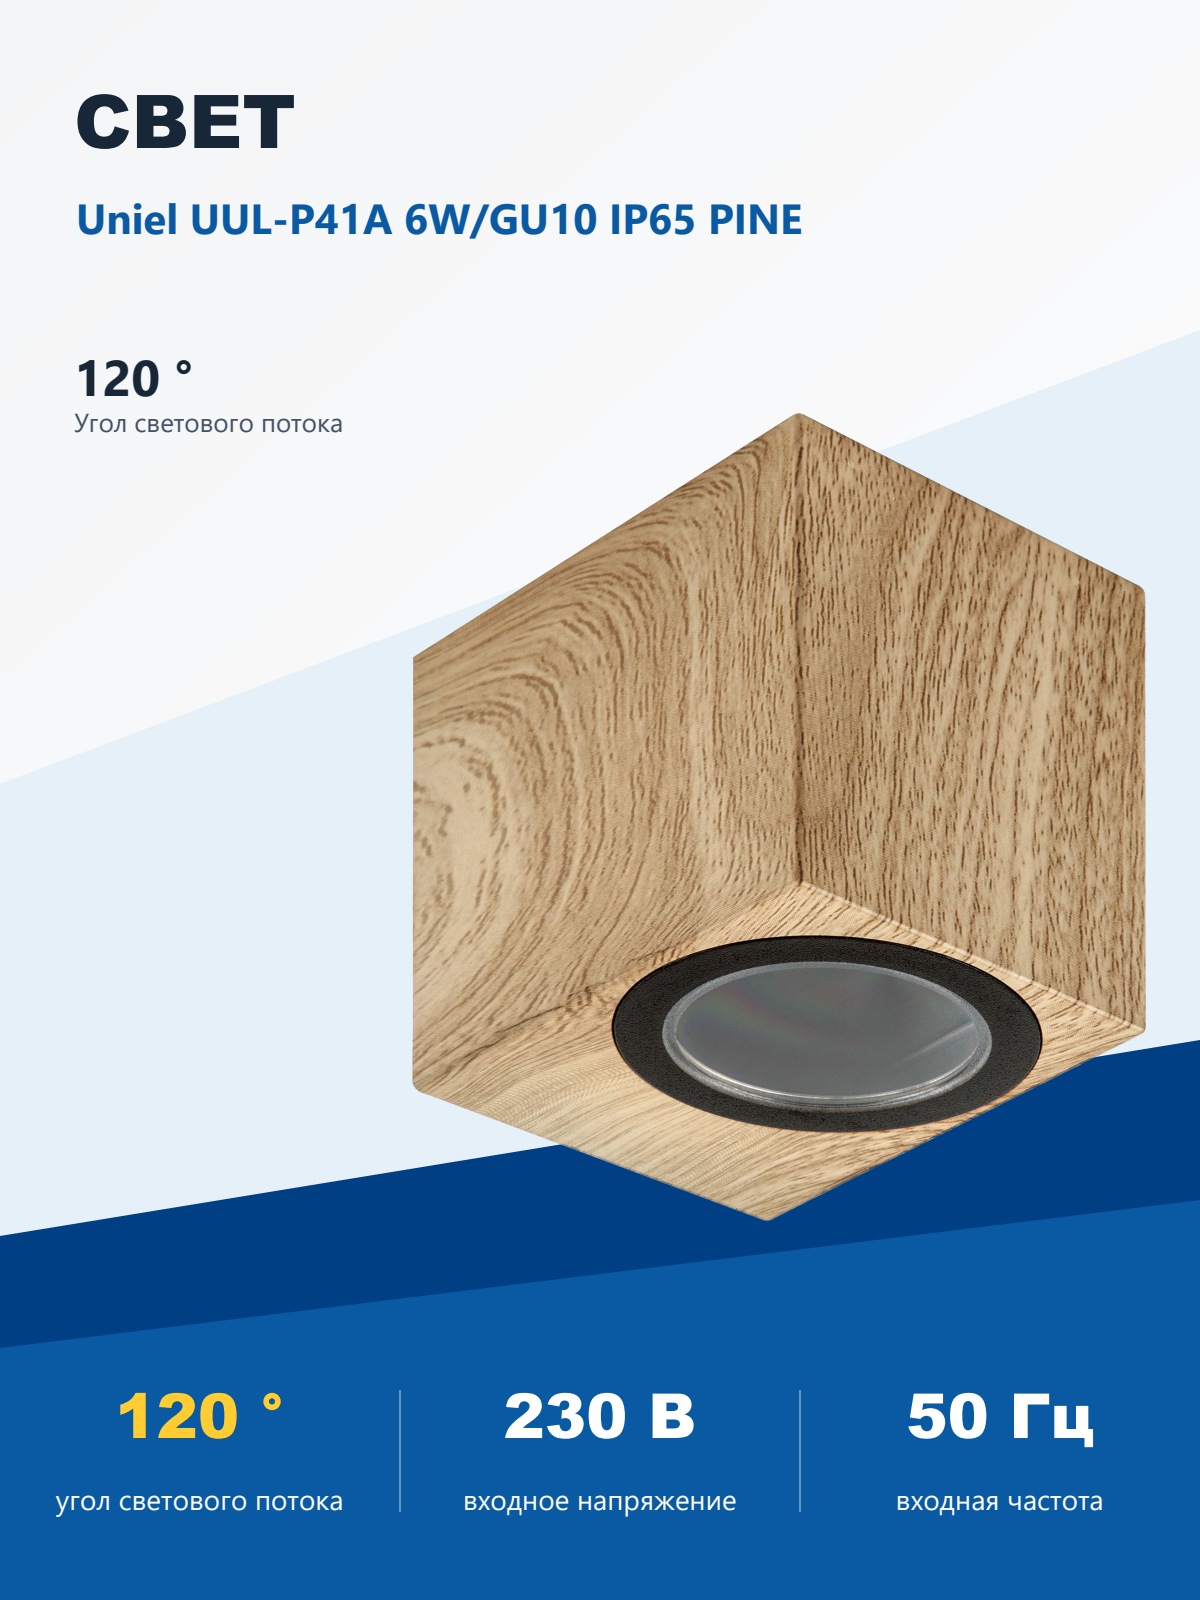 СВЕТ
Uniel UUL-P41A 6W/GU10 IP65 PINE
120 °
Угол светового потока
120 °
230 В
50 Гц
угол светового потока
входное напряжение
входная частота